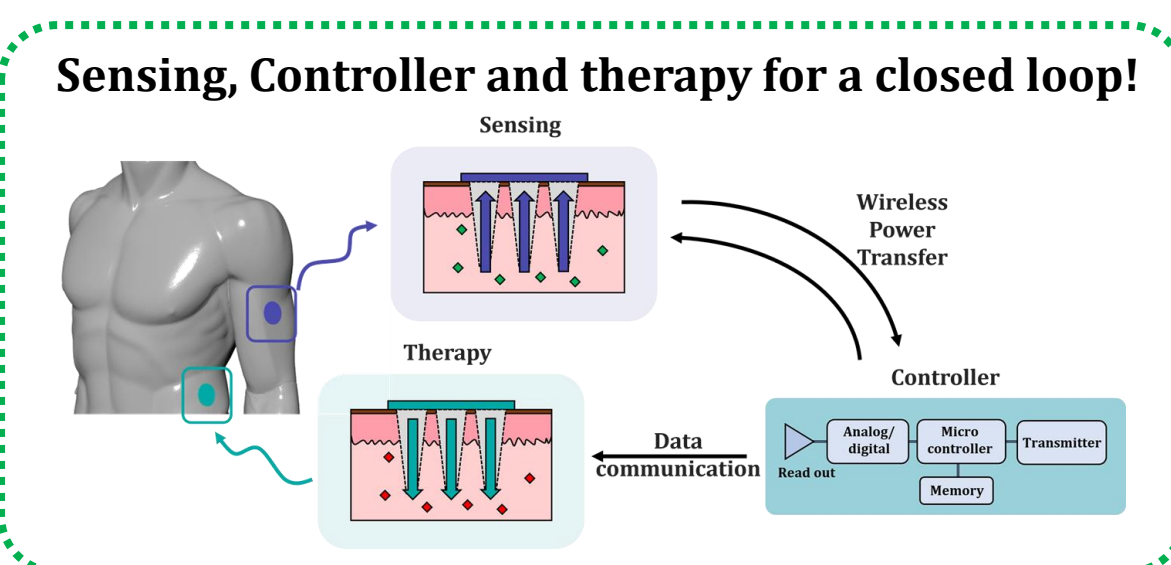 Sensing, Controller and therapy for a closed loop!
Sensing
Wireless
Power
Transfer
Therapy
Controller
Data
communication
Read out
Analog/
digital
Micro
controller
Transmitter
Memory